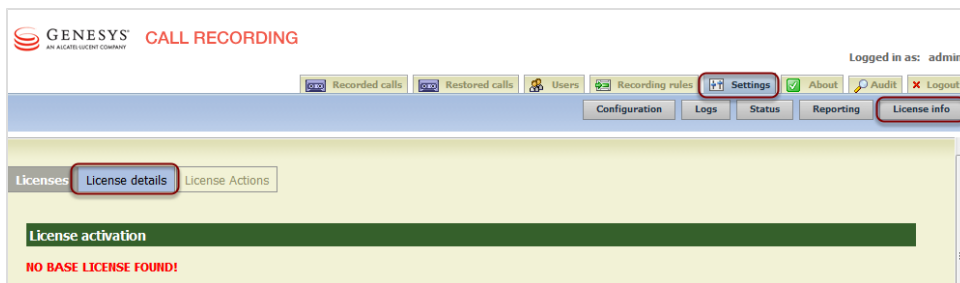 GENESYS CALL RECORDING
AN ALCATEL-LUCENT COMPANY
Logged in as: admin
Recorded calls Restored calls Users Recording rules Settings About Audit Logout
Configuration Logs Status Reporting License info
Licenses License details License Actions
License activation
NO BASE LICENSE FOUND!